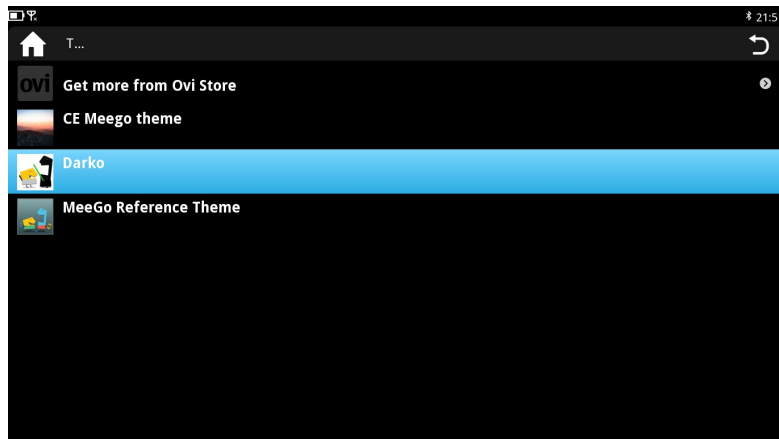 21:5
T...
ovi
Get more from Ovi Store
CE Meego theme
Darko
MeeGo Reference Theme